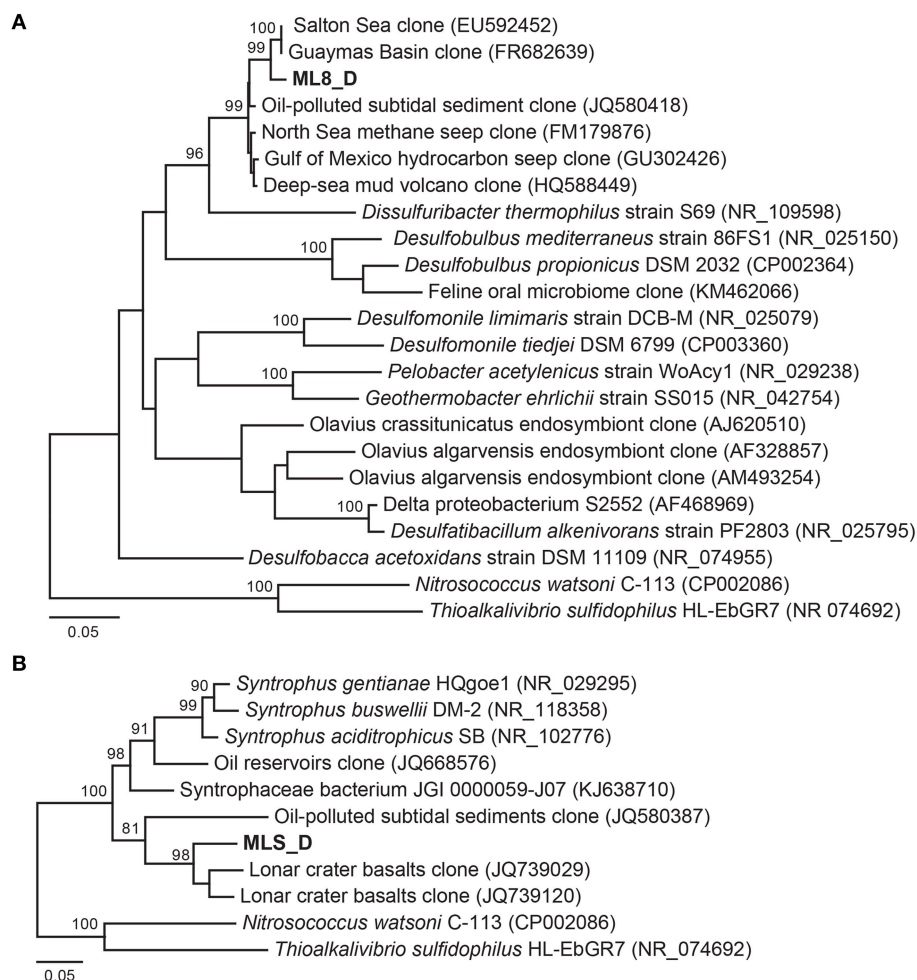 A
100 Salton Sea clone (EU592452)
99 Guaymas Basin clone (FR682639)
ML8_D
99 Oil-polluted subtidal sediment clone (JQ580418)
North Sea methane seep clone (FM179876)
96 Gulf of Mexico hydrocarbon seep clone (GU302426)
Deep-sea mud volcano clone (HQ588449)
Dissulfuribacter thermophilus strain S69 (NR_109598)
100 Desulfobulbus mediterraneus strain 86FS1 (NR_025150)
Desulfobulbus propionicus DSM 2032 (CP002364)
Feline oral microbiome clone (KM462066)
100 Desulfomonile limimaris strain DCB-M (NR_025079)
Desulfomonile tiedjei DSM 6799 (CP003360)
100 Pelobacter acetylenicus strain WoAcy1 (NR_029238)
Geothermobacter ehrlichii strain SS015 (NR_042754)
Olavius crassitunicatus endosymbiont clone (AJ620510)
Olavius algarvensis endosymbiont clone (AF328857)
Olavius algarvensis endosymbiont clone (AM493254)
100 Delta proteobacterium S2552 (AF468969)
Desulfatibacillum alkenivorans strain PF2803 (NR_025795)
Desulfobacca acetoxidans strain DSM 11109 (NR_074955)
100 Nitrosococcus watsoni C-113 (CP002086)
Thioalkalivibrio sulfidophilus HL-EbGR7 (NR 074692)
0.05
B
90 Syntrophus gentianae HQgoe1 (NR_029295)
99 Syntrophus buswellii DM-2 (NR_118358)
91 Syntrophus aciditrophicus SB (NR_102776)
98 Oil reservoirs clone (JQ668576)
100 Syntrophaceae bacterium JGI 0000059-J07 (KJ638710)
81 Oil-polluted subtidal sediments clone (JQ580387)
MLS_D
98 Lonar crater basalts clone (JQ739029)
Lonar crater basalts clone (JQ739120)
100 Nitrosococcus watsoni C-113 (CP002086)
Thioalkalivibrio sulfidophilus HL-EbGR7 (NR_074692)
0.05